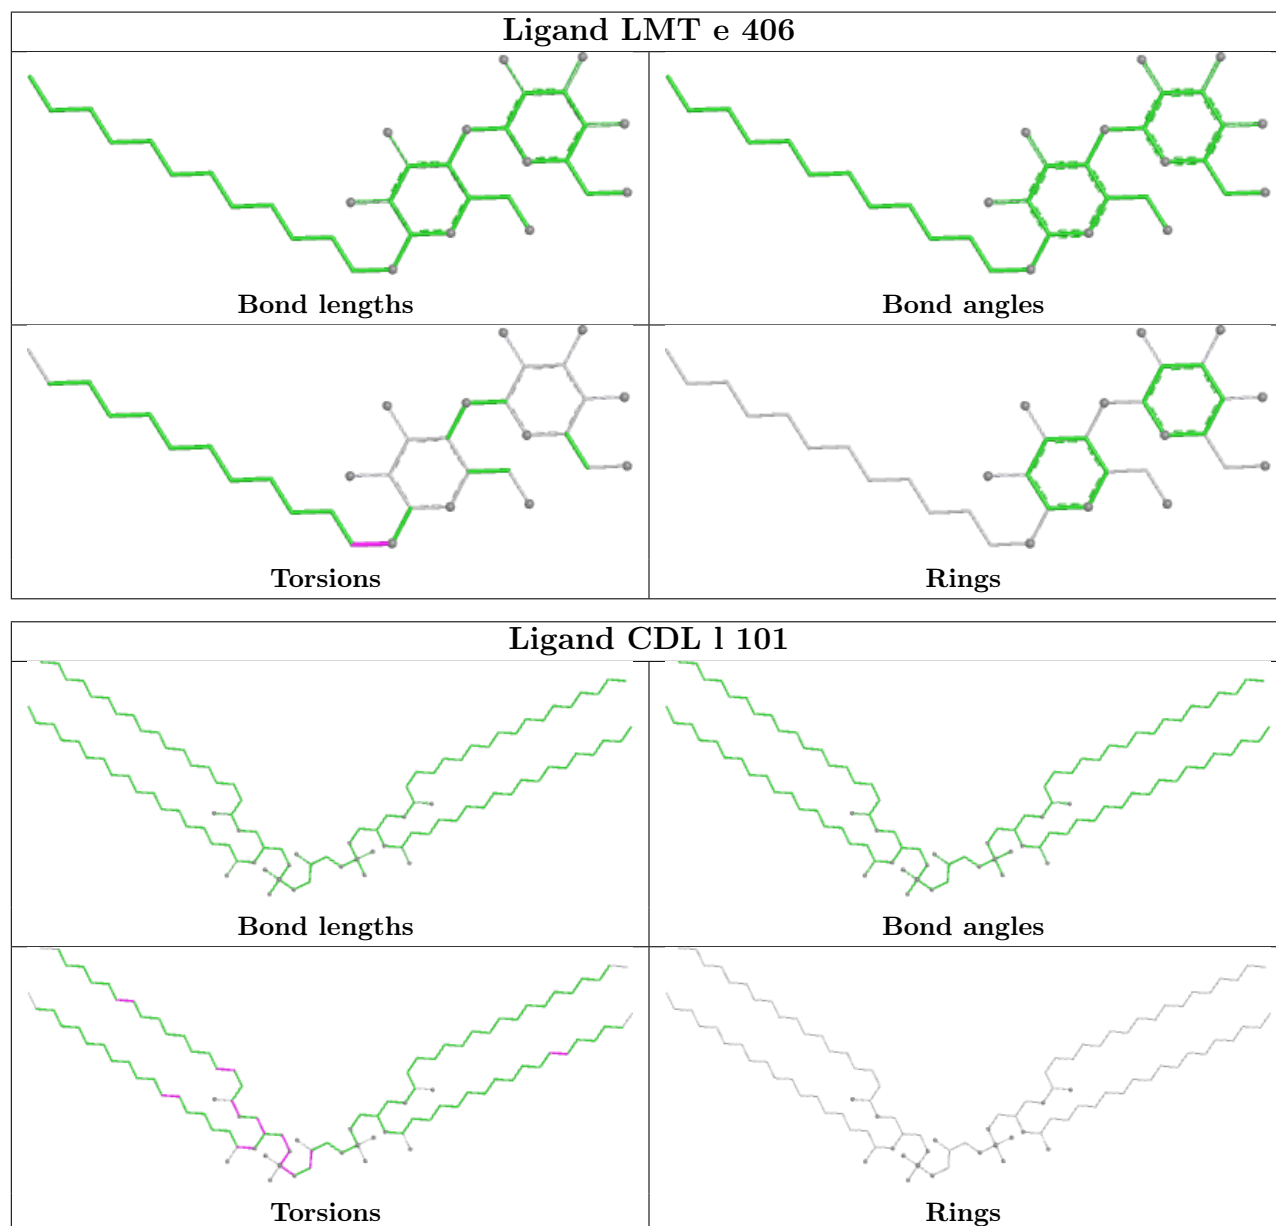 Ligand LMT e 406
Bond lengths
Bond angles
Torsions
Rings
Ligand CDL l 101
Bond lengths
Bond angles
Torsions
Rings